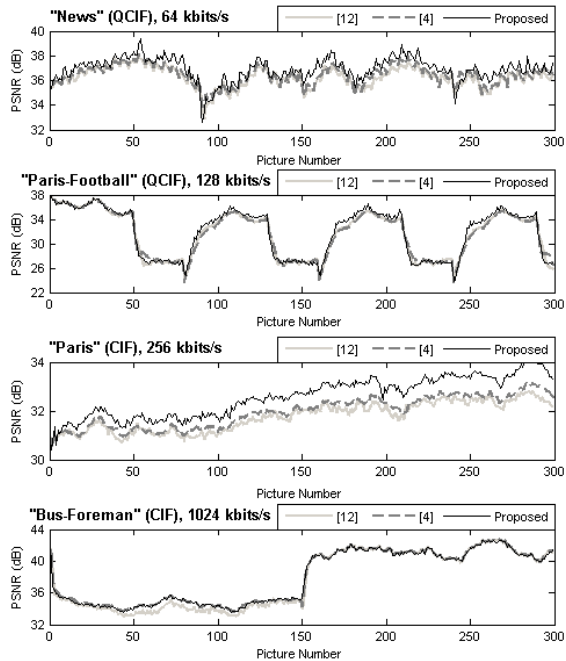 "News" (QCIF), 64 kbits/s
[12] [4] Proposed
40
38
36
34
32
PSNR (dB)
0 50 100 150 200 250 300
Picture Number
"Paris-Football" (QCIF), 128 kbits/s
[12] [4] Proposed
38
34
30
26
22
PSNR (dB)
0 50 100 150 200 250 300
Picture Number
"Paris" (CIF), 256 kbits/s
[12] [4] Proposed
34
32
30
PSNR (dB)
0 50 100 150 200 250 300
Picture Number
"Bus-Foreman" (CIF), 1024 kbits/s
[12] [4] Proposed
44
40
36
32
PSNR (dB)
0 50 100 150 200 250 300
Picture Number